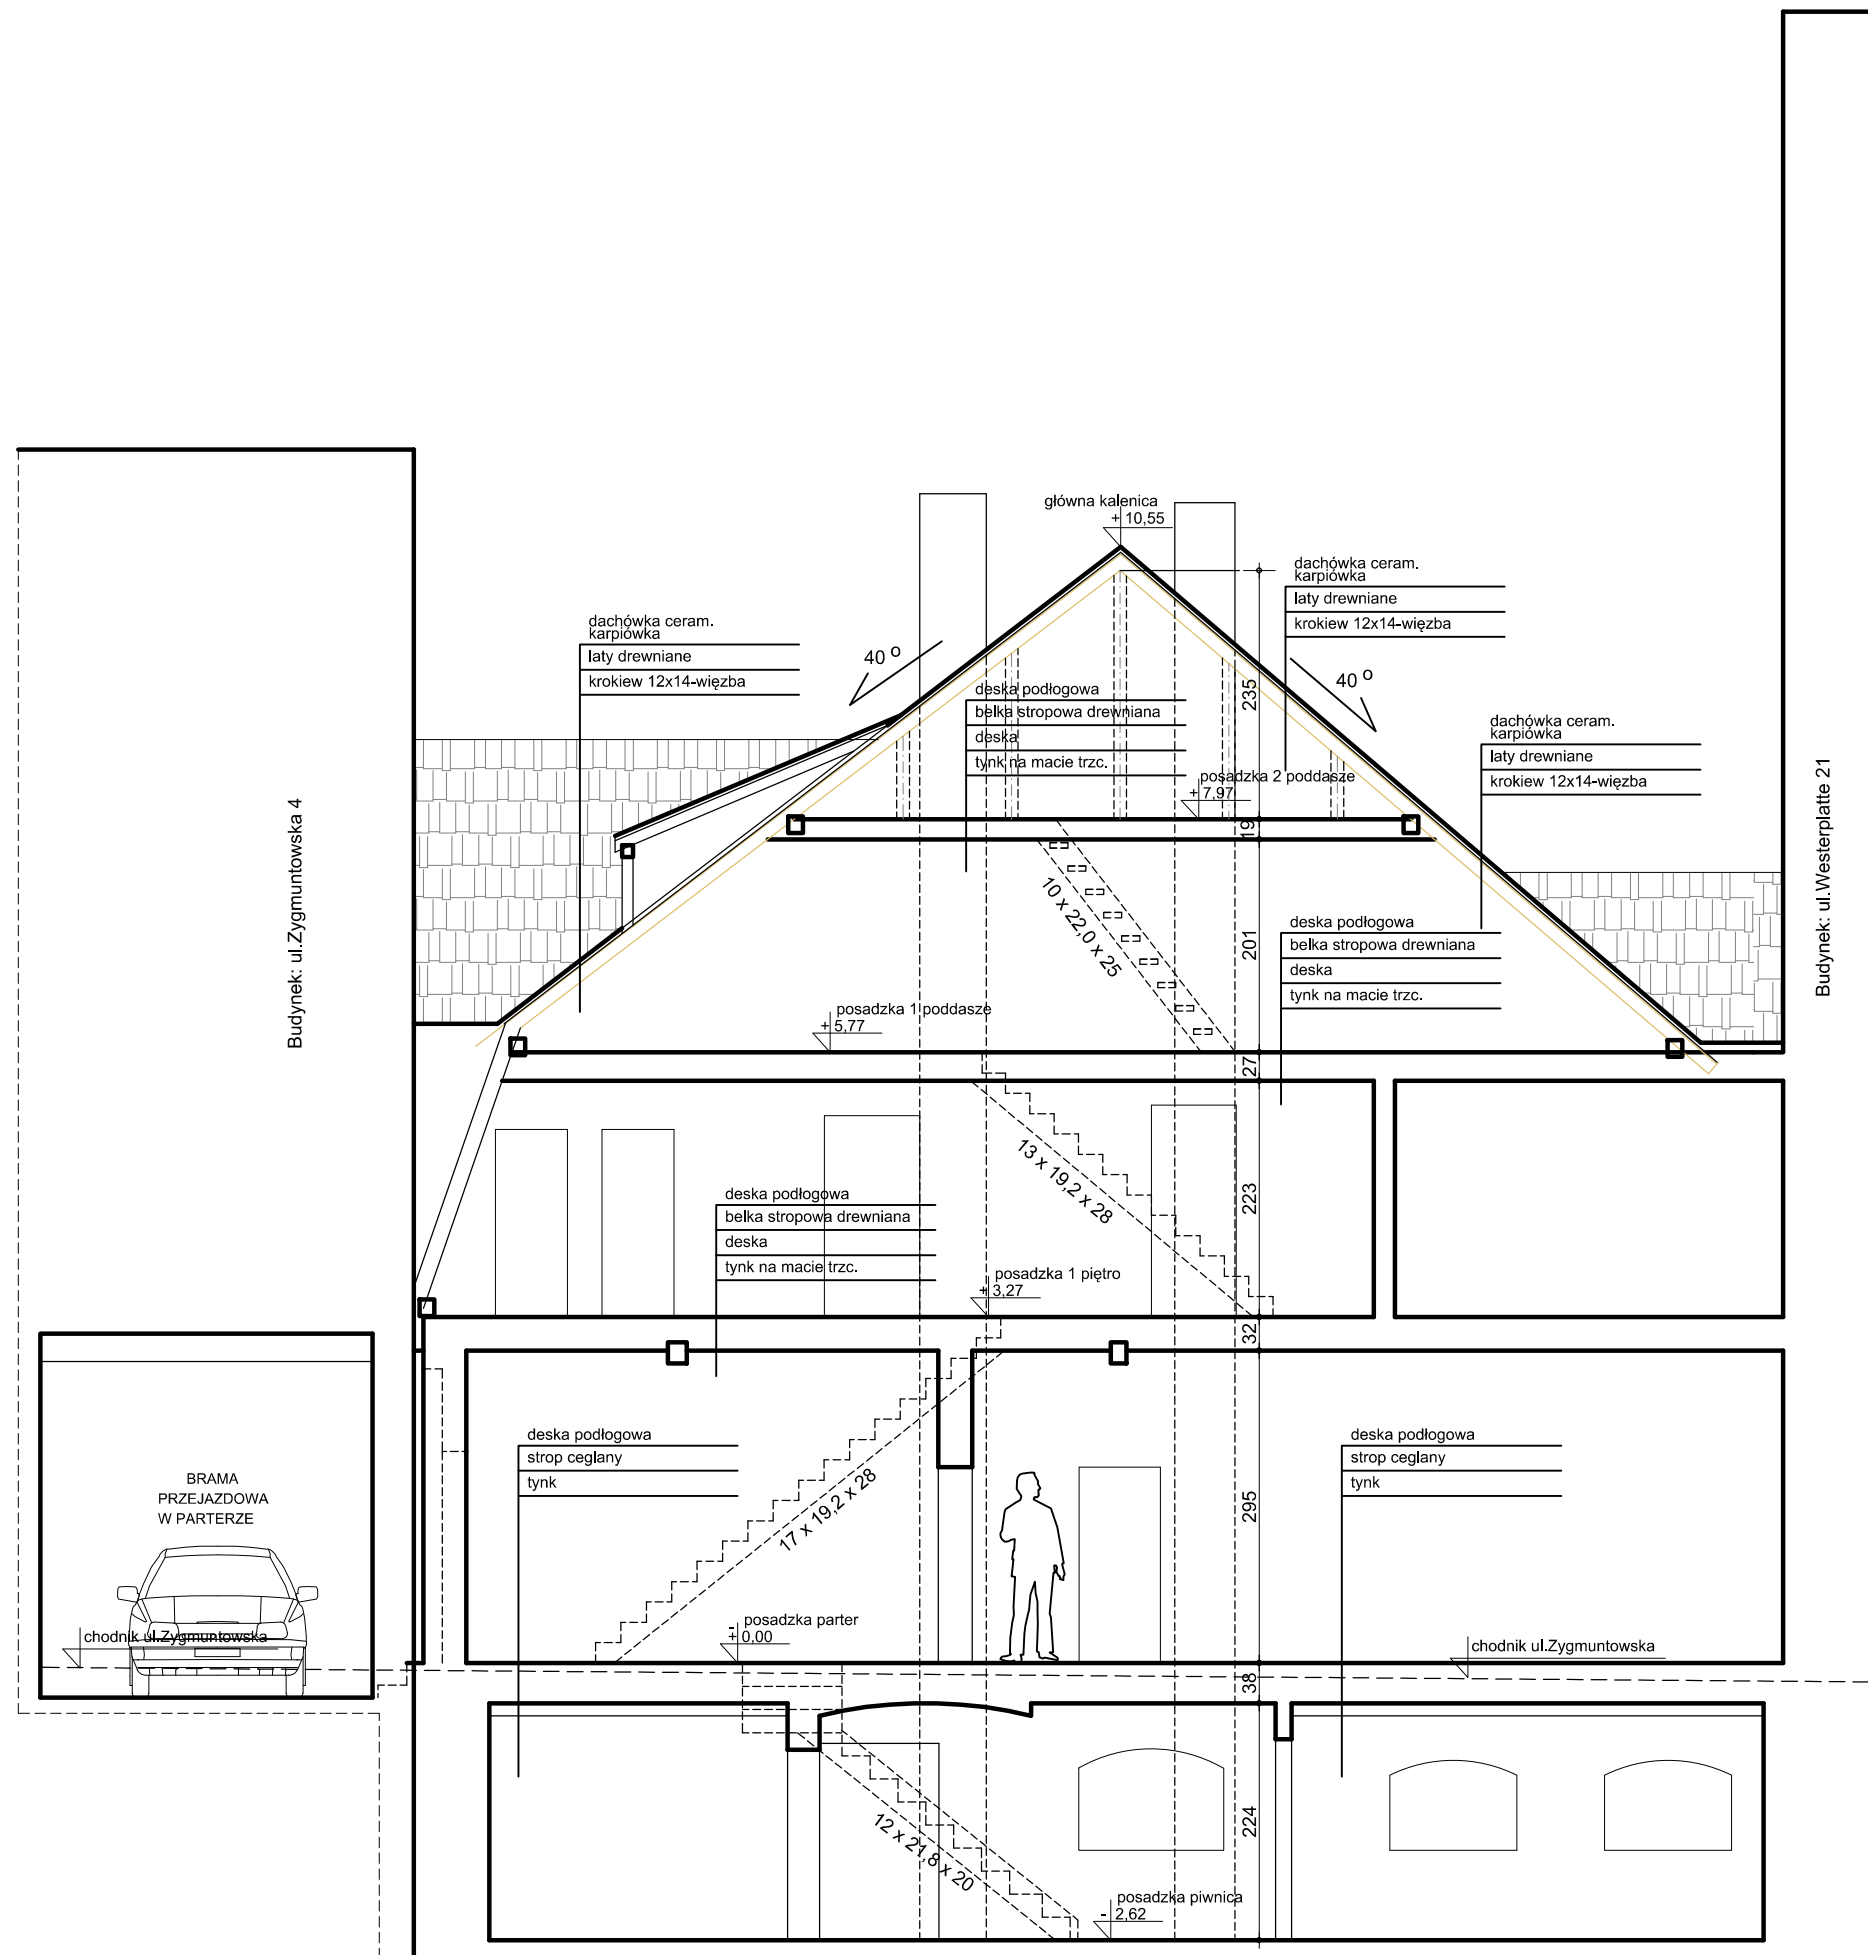 główna kalenica
+ 10,55
dachówka ceram.
karpiówka
laty drewniane
krokiew 12x14-więzba
dachówka ceram.
karpiówka
laty drewniane
krokiew 12x14-więzba
40 o
40 o
235
deska podłogowa
belka stropowa drewniana
deska
tynk na macie trzc.
dachówka ceram.
karpiówka
laty drewniane
krokiew 12x14-więzba
posadzka 2 poddasze
+ 7,97
19
Budynek: ul.Zygmuntowska 4
Budynek: ul.Westerplatte 21
10 x 22,0 x 25
201
deska podłogowa
belka stropowa drewniana
deska
tynk na macie trzc.
posadzka 1 poddasze
+ 5,77
27
13 x 19,2 x 28
223
deska podłogowa
belka stropowa drewniana
deska
tynk na macie trzc.
posadzka 1 piętro
+ 3,27
32
deska podłogowa
strop ceglany
tynk
deska podłogowa
strop ceglany
tynk
BRAMA
PRZEJAZDOWA
W PARTERZE
17 x 19,2 x 28
295
posadzka parter
-
+ 0,00
chodnik ul.Zygmuntowska
chodnik ul.Zygmuntowska
38
12 x 21,8 x 20
224
posadzka piwnica
- 2,62